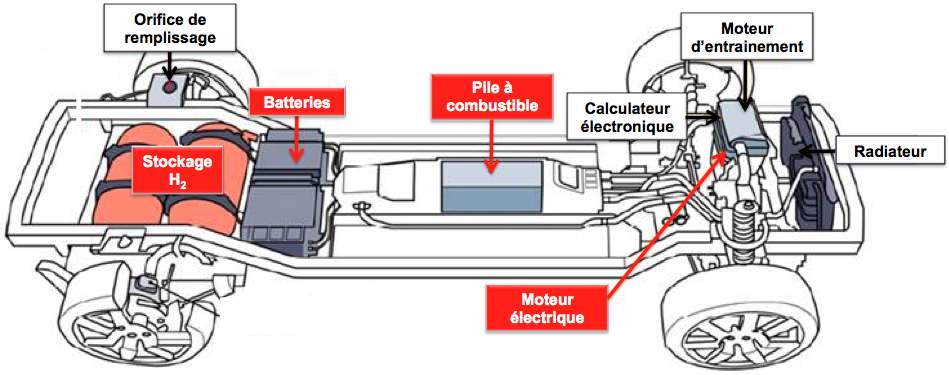 Orifice de
remplissage
Moteur
d’entrainement
Batteries
Pile à
combustible
Calculateur
électronique
Radiateur
Stockage
H₂
Moteur
électrique